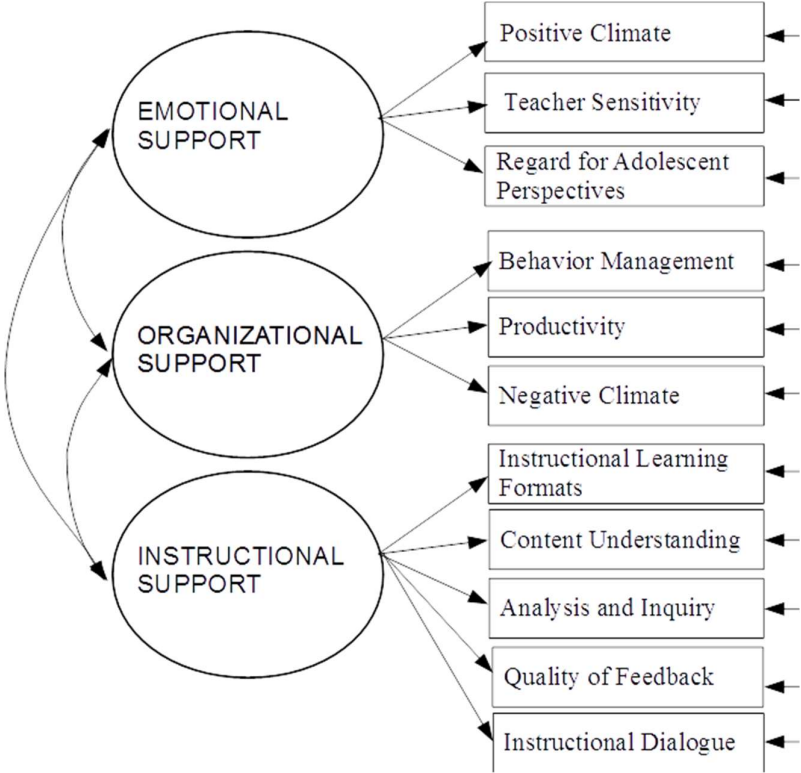 EMOTIONAL
SUPPORT
Positive Climate
Teacher Sensitivity
Regard for Adolescent
Perspectives
ORGANIZATIONAL
SUPPORT
Behavior Management
Productivity
Negative Climate
INSTRUCTIONAL
SUPPORT
Instructional Learning
Formats
Content Understanding
Analysis and Inquiry
Quality of Feedback
Instructional Dialogue